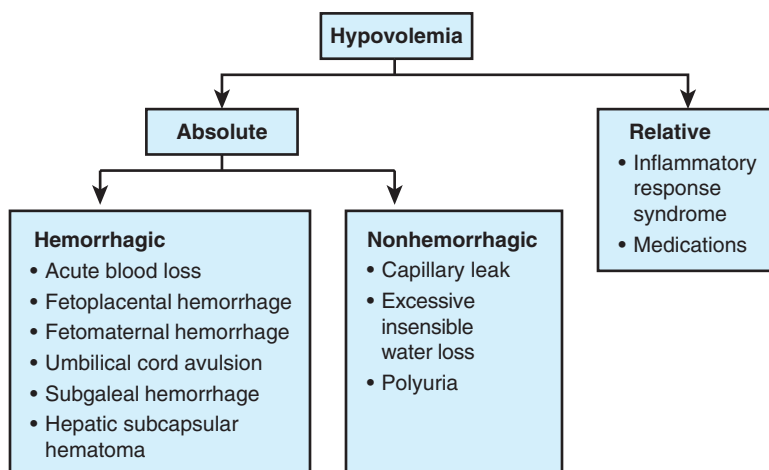 Hypovolemia
Absolute
Relative
• Inflammatory
response
syndrome
• Medications
Hemorrhagic
• Acute blood loss
• Fetoplacental hemorrhage
• Fetomaternal hemorrhage
• Umbilical cord avulsion
• Subgaleal hemorrhage
• Hepatic subcapsular
hematoma
Nonhemorrhagic
• Capillary leak
• Excessive
insensible
water loss
• Polyuria